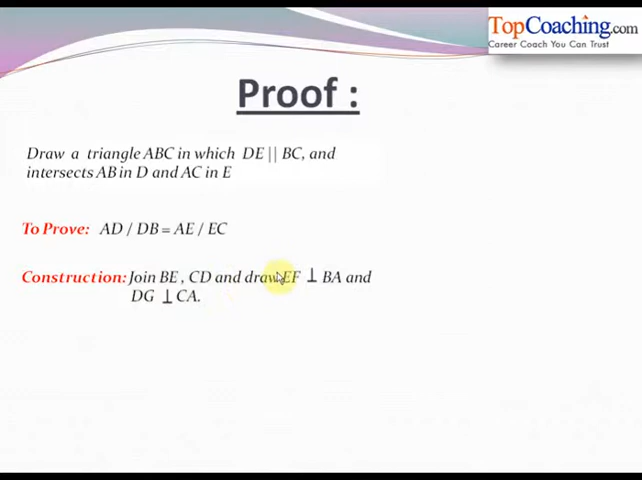 TopCoaching.com
Career Coach You Can Trust
Proof :
Draw a triangle ABC in which DE || BC, and
intersects AB in D and AC in E
To Prove: AD / DB = AE / EC
Construction: Join BE , CD and draw EF ⊥ BA and
DG ⊥ CA.